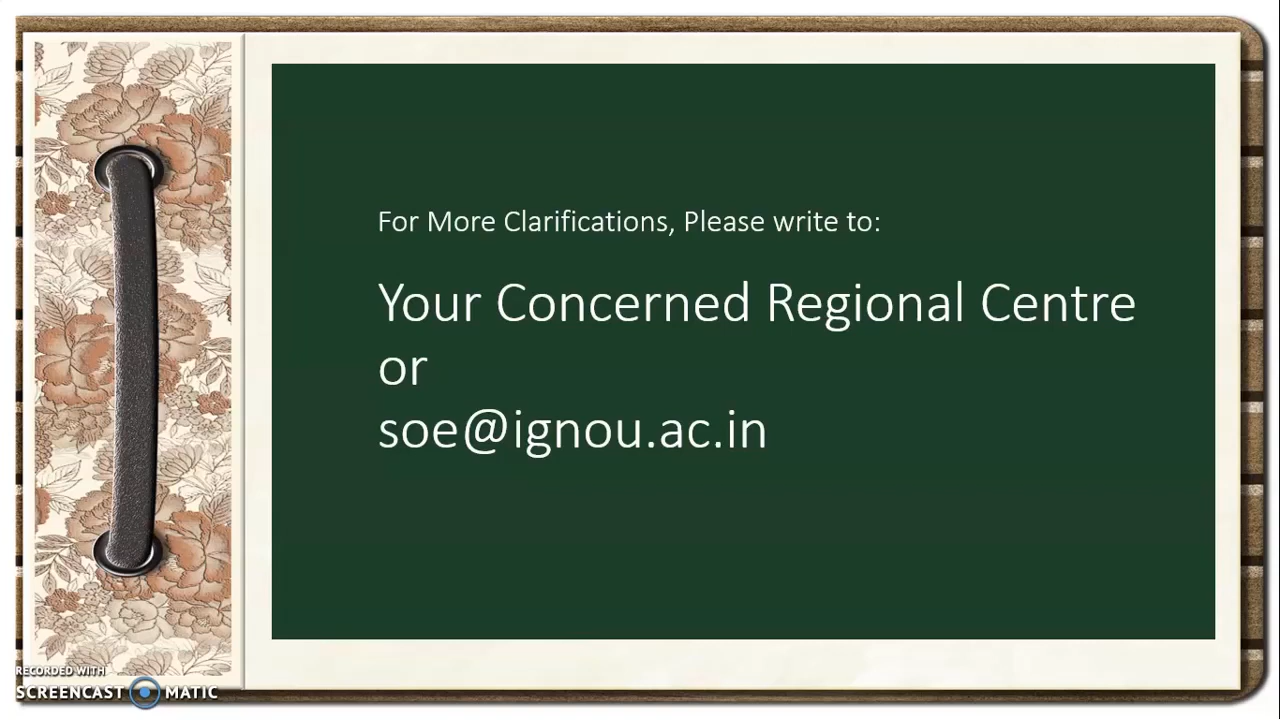 For More Clarifications, Please write to:
Your Concerned Regional Centre
or
soe@ignou.ac.in
RECORDED WITH
SCREENCAST MATIC